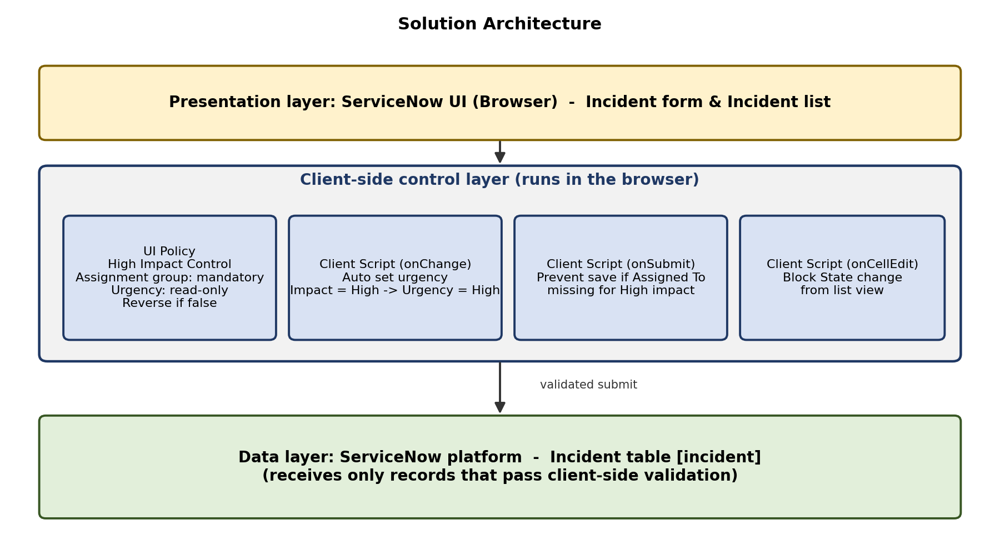 Solution Architecture
Presentation layer: ServiceNow UI (Browser)  -  Incident form & Incident list
Client-side control layer (runs in the browser)
UI Policy
High Impact Control
Assignment group: mandatory
Urgency: read-only
Reverse if false
Client Script (onChange)
Auto set urgency
Impact = High -> Urgency = High
Client Script (onSubmit)
Prevent save if Assigned To
missing for High impact
Client Script (onCellEdit)
Block State change
from list view
validated submit
Data layer: ServiceNow platform  -  Incident table [incident]
(receives only records that pass client-side validation)